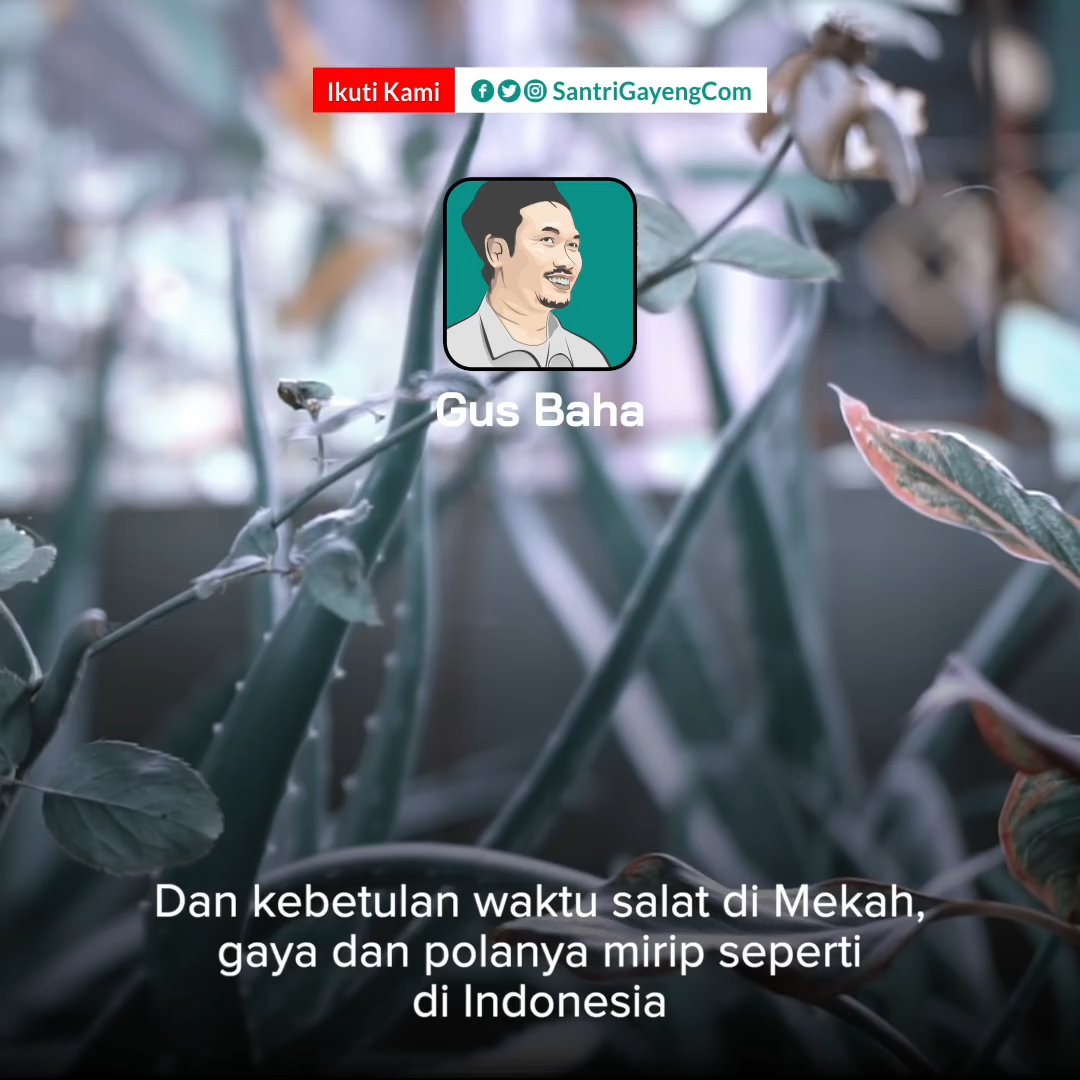 Ikuti Kami SantriGayengCom
Gus Baha
Dan kebetulan waktu salat di Mekah,
gaya dan polanya mirip seperti
di Indonesia